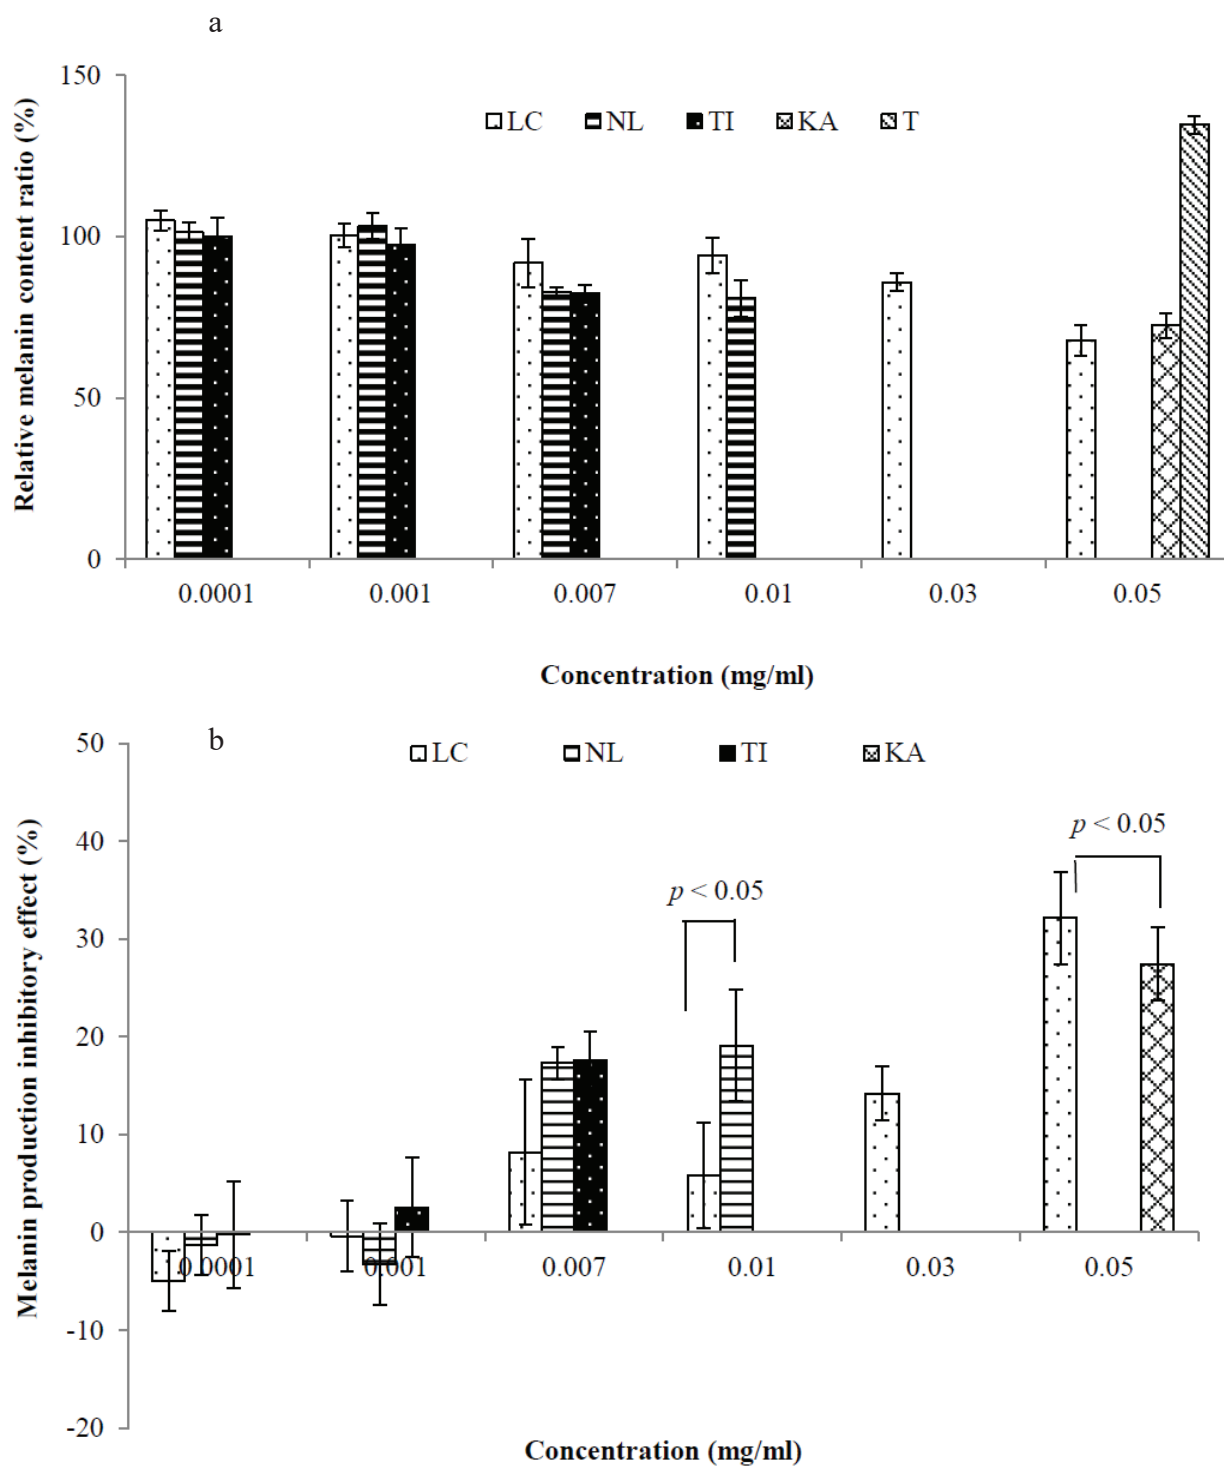 a
150
LC NL TI KA T
100
50
0
0.0001 0.001 0.007 0.01 0.03 0.05
Relative melanin content ratio (%)
Concentration (mg/ml)
b
50
LC NL TI KA
40
p < 0.05
p < 0.05
30
20
10
0
0.0001 0.001 0.007 0.01 0.03 0.05
-10
-20
Melanin production inhibitory effect (%)
Concentration (mg/ml)